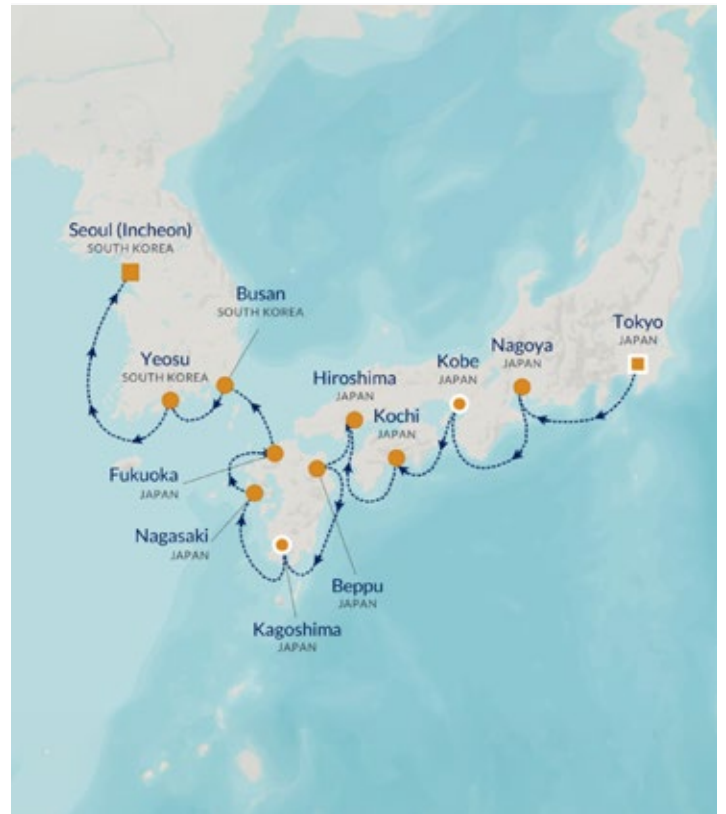 Seoul (Incheon)
SOUTH KOREA
Busan
SOUTH KOREA
Tokyo
JAPAN
Nagoya
JAPAN
Kobe
JAPAN
Yeosu
SOUTH KOREA
Hiroshima
JAPAN
Kochi
JAPAN
Fukuoka
JAPAN
Nagasaki
JAPAN
Beppu
JAPAN
Kagoshima
JAPAN